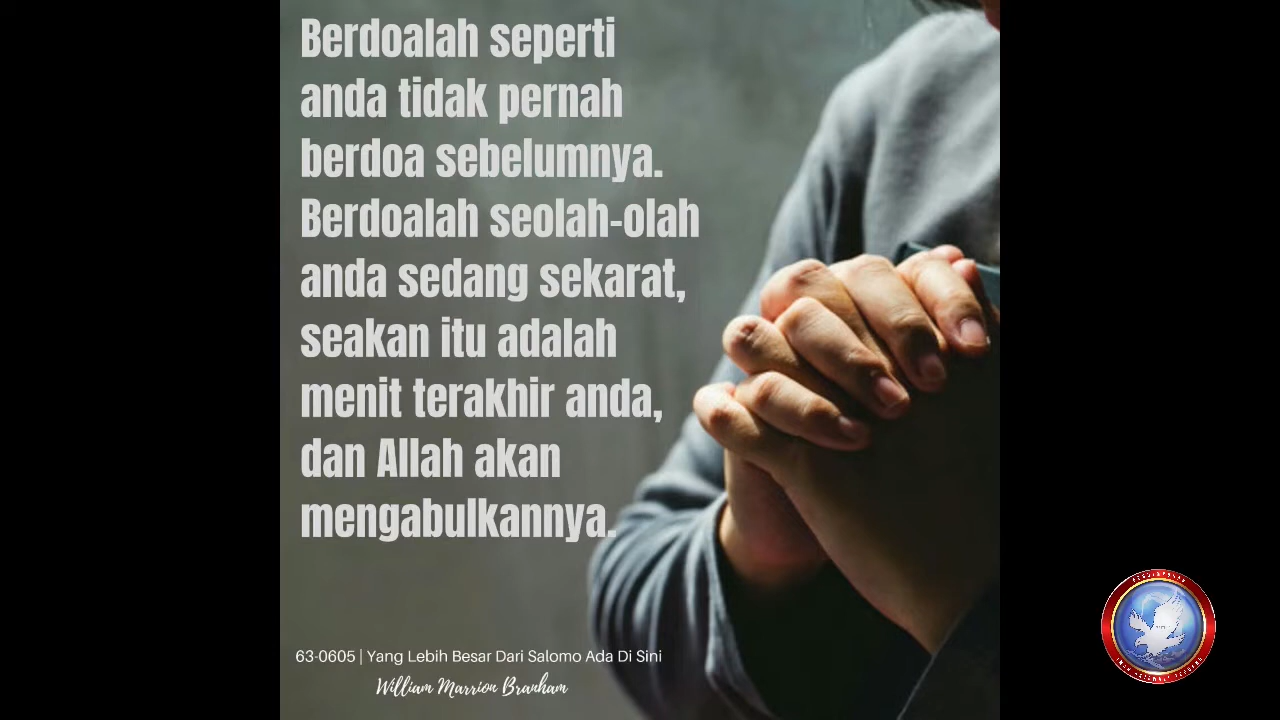 Berdoalah seperti
anda tidak pernah
berdoa sebelumnya.
Berdoalah seolah-olah
anda sedang sekarat,
seakan itu adalah
menit terakhir anda,
dan Allah akan
mengabulkannya.
63-0605 | Yang Lebih Besar Dari Salomo Ada Di Sini
William Marrion Branham